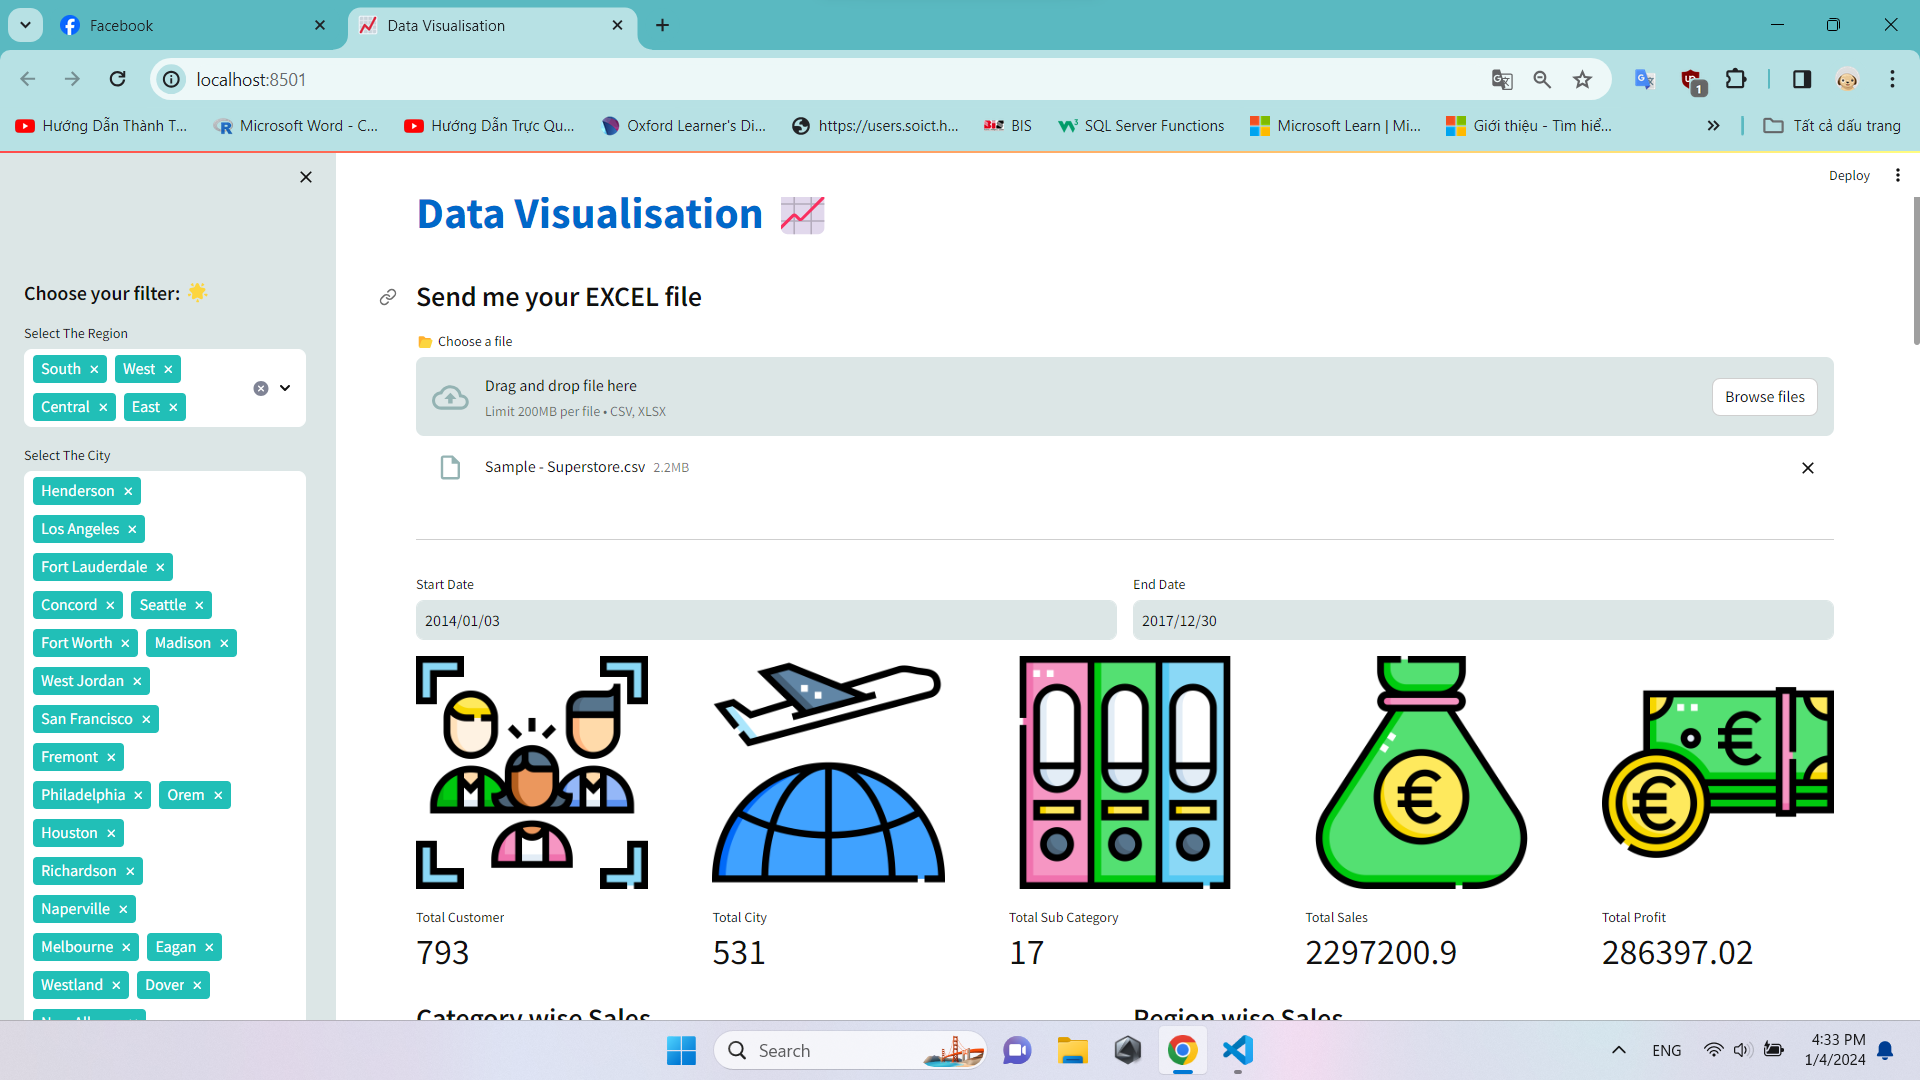 Facebook
Data Visualisation
localhost:8501
1
Hướng Dẫn Thành T...
Microsoft Word - C...
Hướng Dẫn Trực Qu...
Oxford Learner's Di...
https://users.soict.h...
BIS
SQL Server Functions
Microsoft Learn | Mi...
Giới thiệu - Tìm hiể...
Tất cả dấu trang
Deploy
Choose your filter:
Select The Region
South
West
Central
East
Select The City
Henderson
Los Angeles
Fort Lauderdale
Concord
Seattle
Fort Worth
Madison
West Jordan
San Francisco
Fremont
Philadelphia
Orem
Houston
Richardson
Naperville
Melbourne
Eagan
Westland
Dover
Data Visualisation
Send me your EXCEL file
Choose a file
Drag and drop file here
Limit 200MB per file • CSV, XLSX
Browse files
Sample - Superstore.csv 2.2MB
Start Date
2014/01/03
End Date
2017/12/30
Total Customer
793
Total City
531
Total Sub Category
17
Total Sales
2297200.9
Total Profit
286397.02
Category wise Sales
Region wise Sales
Search
ENG
4:33 PM
1/4/2024